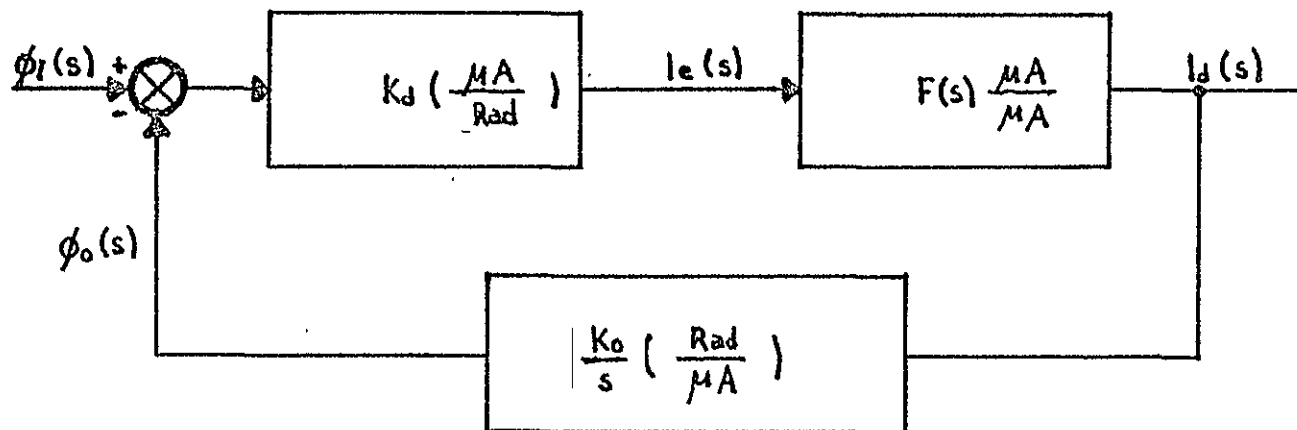 ϕI(s)
+
-
Kd ( μA / Rad )
Ie(s)
F(s) μA / μA
Id(s)
ϕo(s)
Ko / s ( Rad / μA )